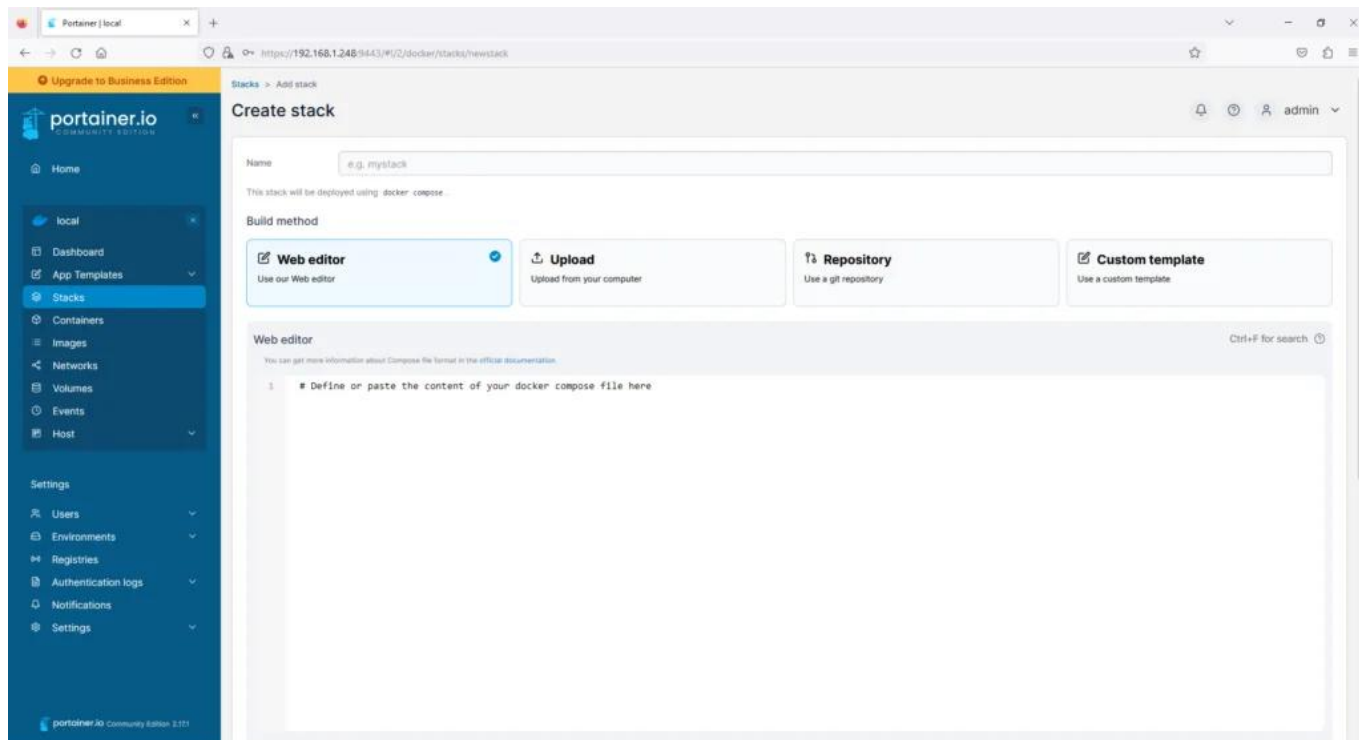 Portainer | local
https://192.168.1.248:9443/#!/2/docker/stacks/newstack
Upgrade to Business Edition
portainer.io
COMMUNITY EDITION
Home
local
Dashboard
App Templates
Stacks
Containers
Images
Networks
Volumes
Events
Host
Settings
Users
Environments
Registries
Authentication logs
Notifications
Settings
portainer.io Community Edition 2.17.1
Stacks > Add stack
Create stack
admin
Name
e.g. mystack
This stack will be deployed using docker compose.
Build method
Web editor
Use our Web editor
Upload
Upload from your computer
Repository
Use a git repository
Custom template
Use a custom template
Web editor
Ctrl+F for search
You can get more information about Compose file format in the official documentation.
1 # Define or paste the content of your docker compose file here